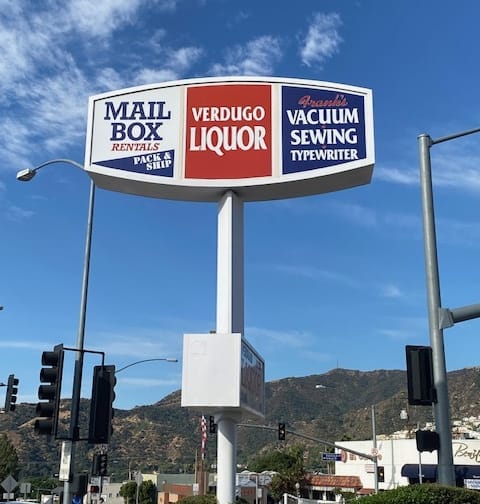 MAIL
BOX
RENTALS
PACK &
SHIP
VERDUGO
LIQUOR
Frank's
VACUUM
SEWING
TYPEWRITER